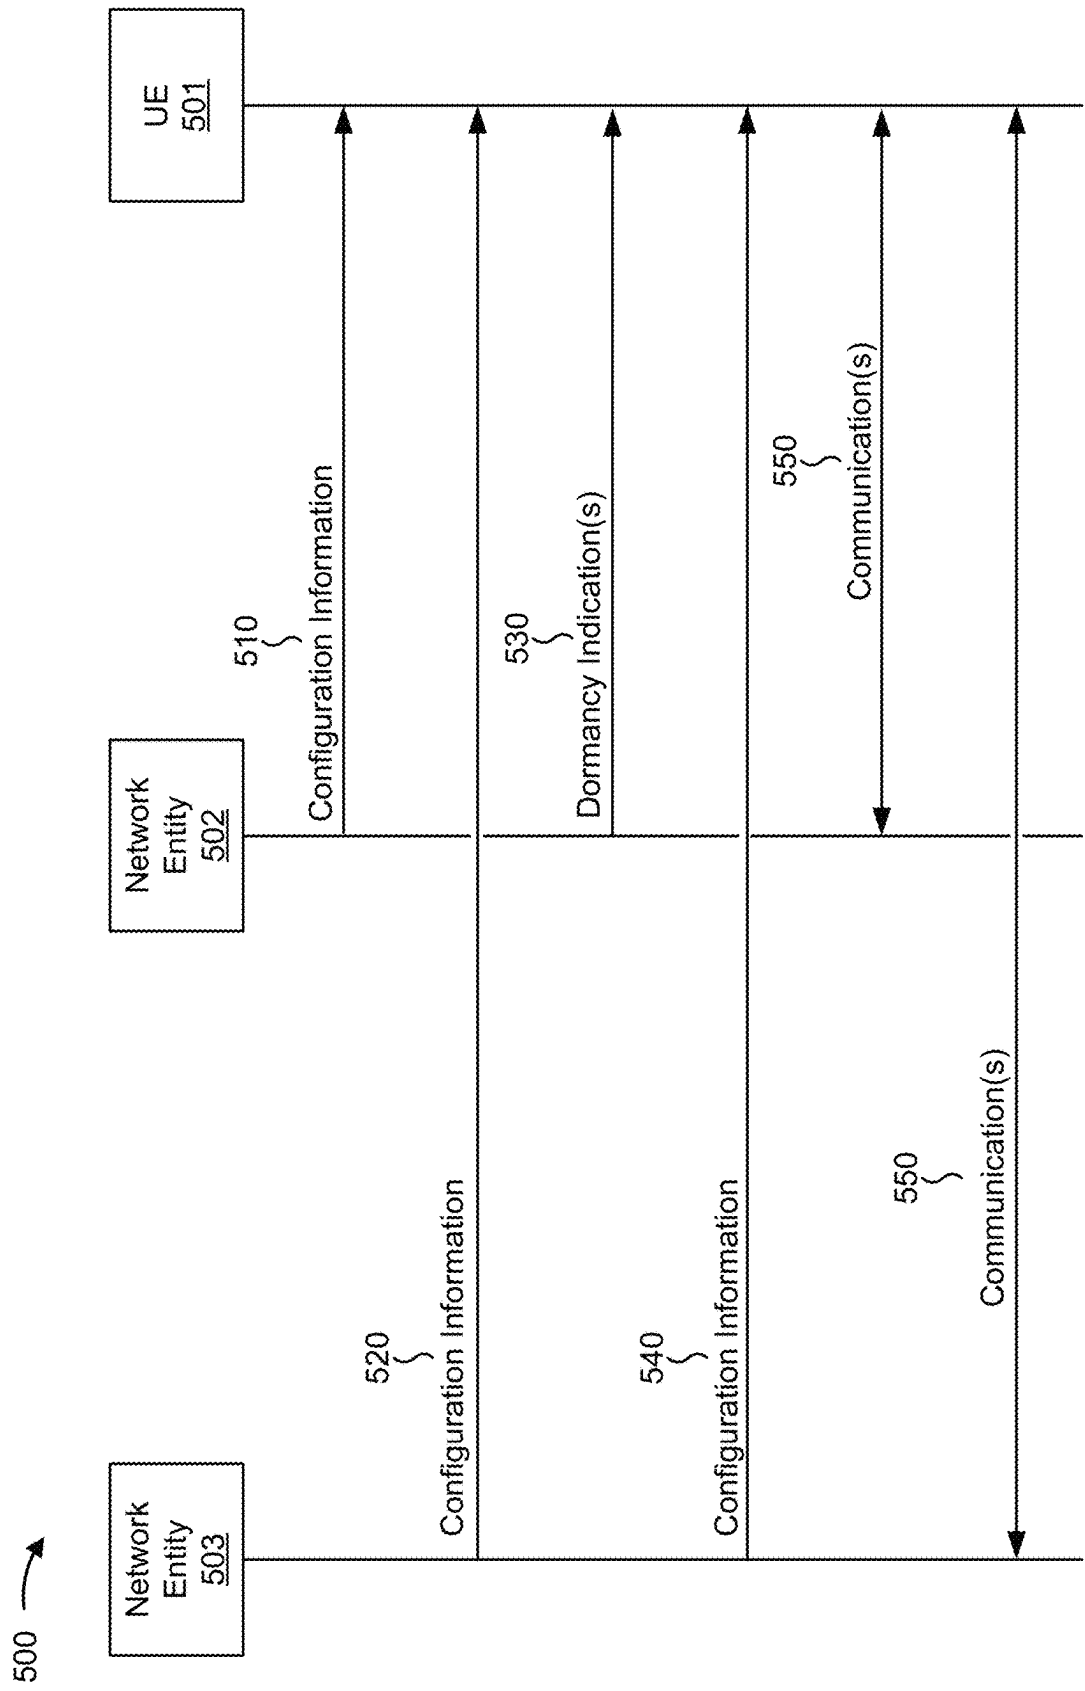 500
Network
Entity
503
Network
Entity
502
UE
501
510
Configuration Information
520
Configuration Information
530
Dormancy Indication(s)
540
Configuration Information
550
Communication(s)
550
Communication(s)